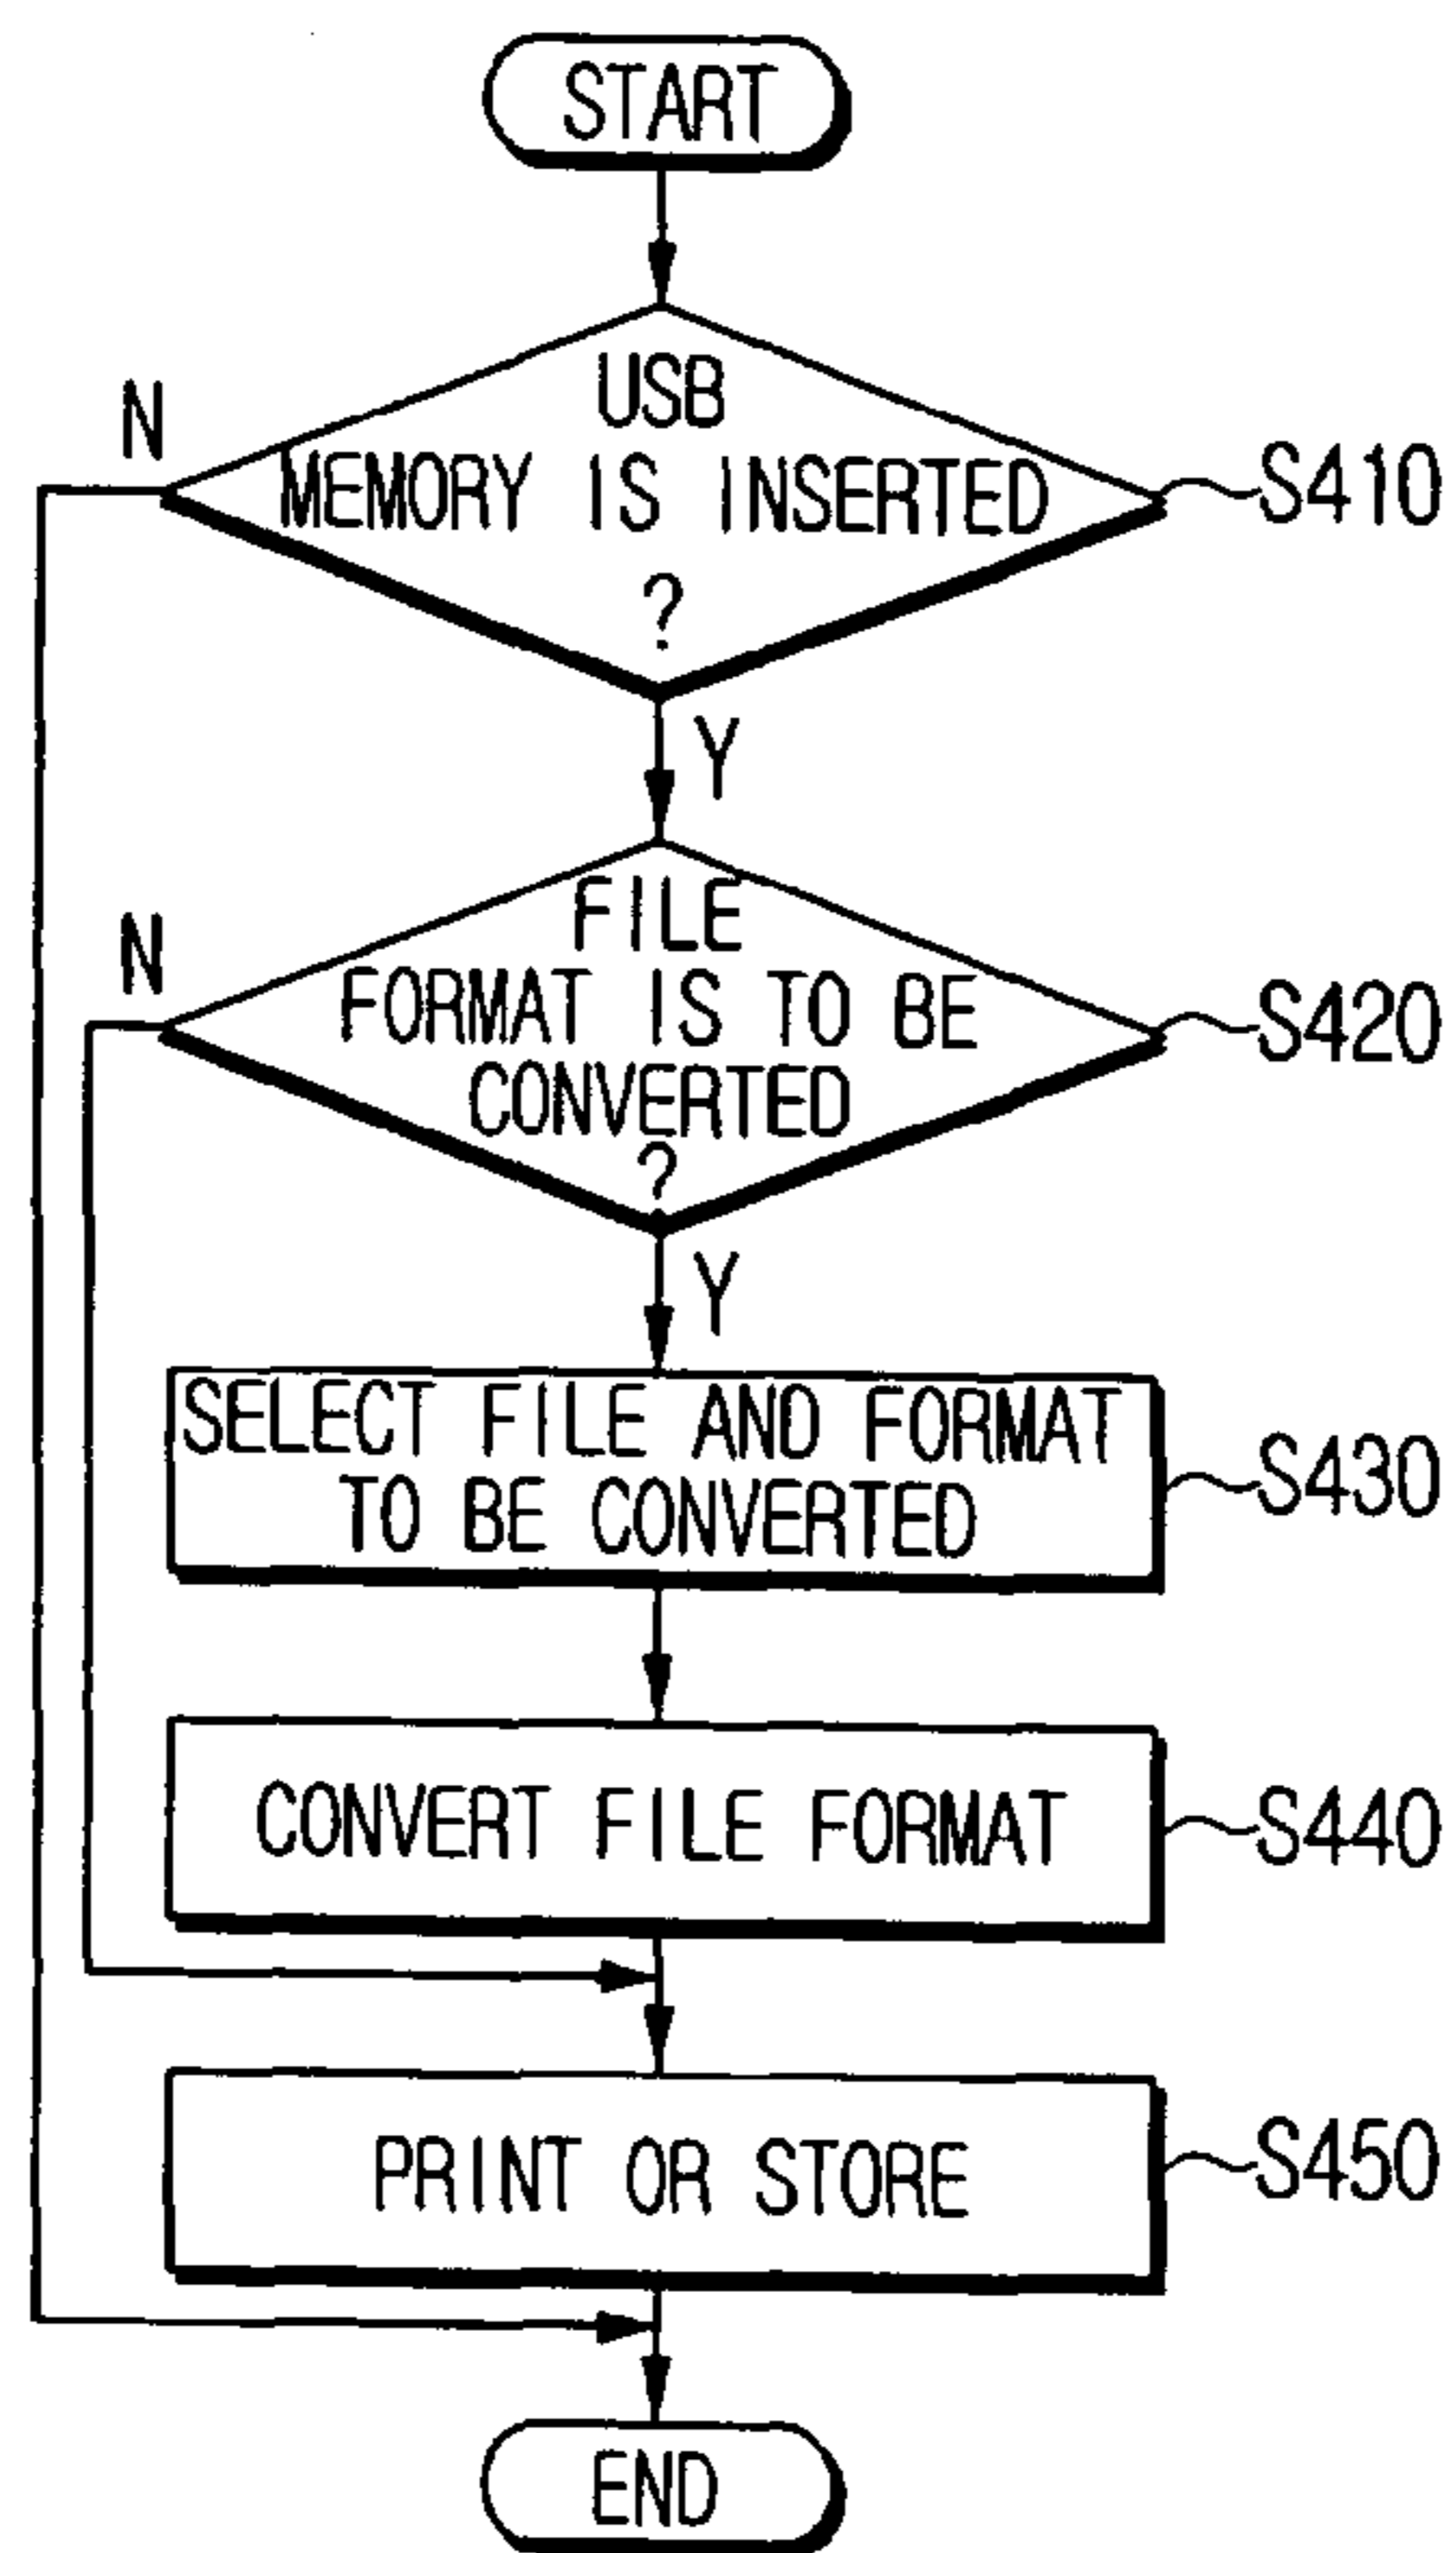 START
USB
N
MEMORY IS INSERTED
S410
?
Y
FILE
N
FORMAT IS TO BE
S420
CONVERTED
?
Y
SELECT FILE AND FORMAT
TO BE CONVERTED
S430
CONVERT FILE FORMAT
S440
PRINT OR STORE
S450
END